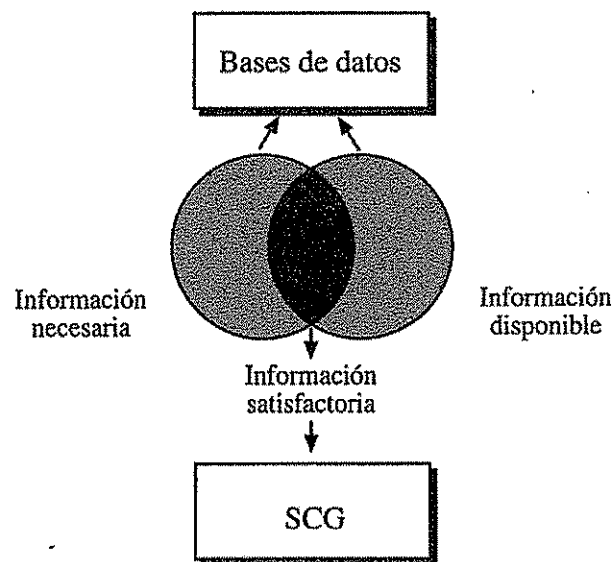 Bases de datos
Información
necesaria
Información
disponible
Información
satisfactoria
SCG